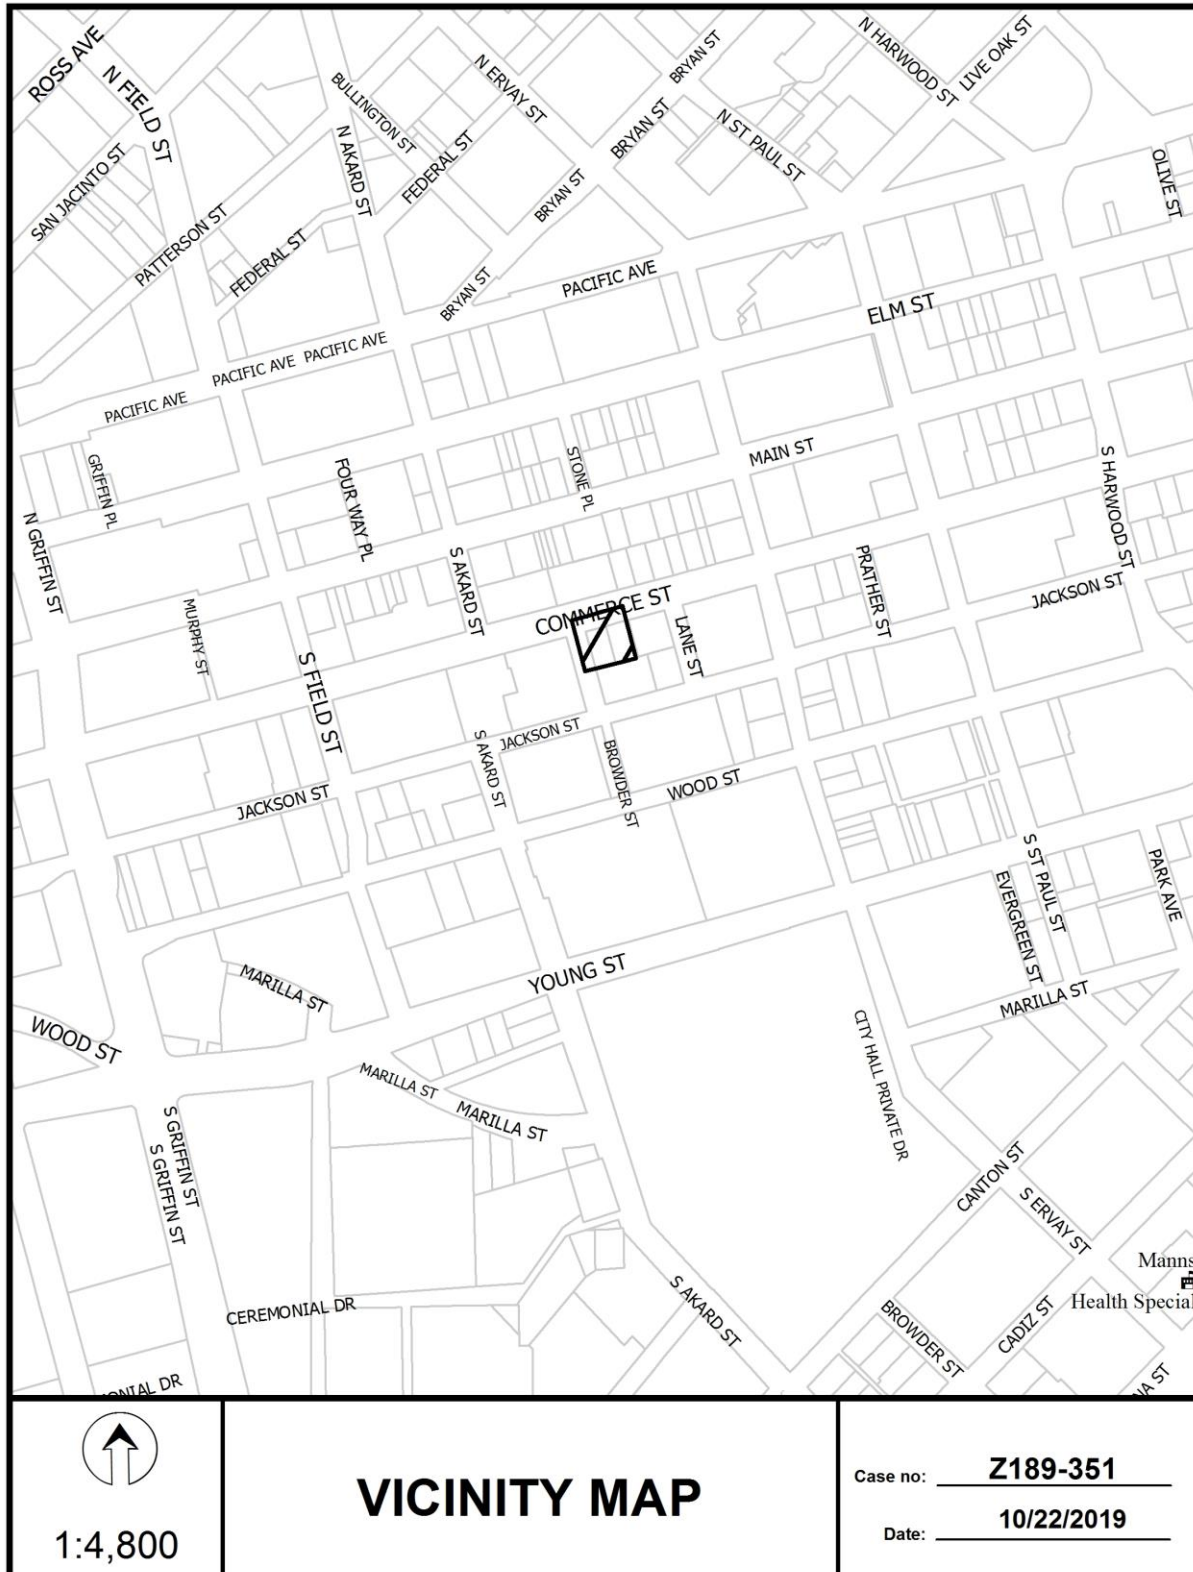 ROSS AVE
N FIELD ST
BULLINGTON ST
N ERVAY ST
BRYAN ST
N HARWOOD ST
LIVE OAK ST
SAN JACINTO ST
N AKARD ST
FEDERAL ST
BRYAN ST
N ST PAUL ST
OLIVE ST
PATTERSON ST
FEDERAL ST
BRYAN ST
BRYAN ST
PACIFIC AVE
ELM ST
PACIFIC AVE
PACIFIC AVE
PACIFIC AVE
GRIFFIN PL
FOUR WAY PL
STONE PL
MAIN ST
S HARWOOD ST
N GRIFFIN ST
S AKARD ST
PRATHER ST
MURPHY ST
COMMERCE ST
LANE ST
JACKSON ST
S FIELD ST
S AKARD ST
JACKSON ST
BROWDER ST
WOOD ST
JACKSON ST
S ST PAUL ST
EVERGREEN ST
PARK AVE
MARILLA ST
YOUNG ST
MARILLA ST
WOOD ST
CITY HALL PRIVATE DR
MARILLA ST
MARILLA ST
S GRIFFIN ST
S GRIFFIN ST
CANTON ST
S ERVAY ST
Manns
Health Special
S AKARD ST
CEREMONIAL DR
BROWDER ST
CADIZ ST
ONIAL DR
NA ST
1:4,800
VICINITY MAP
Case no: Z189-351
Date: 10/22/2019